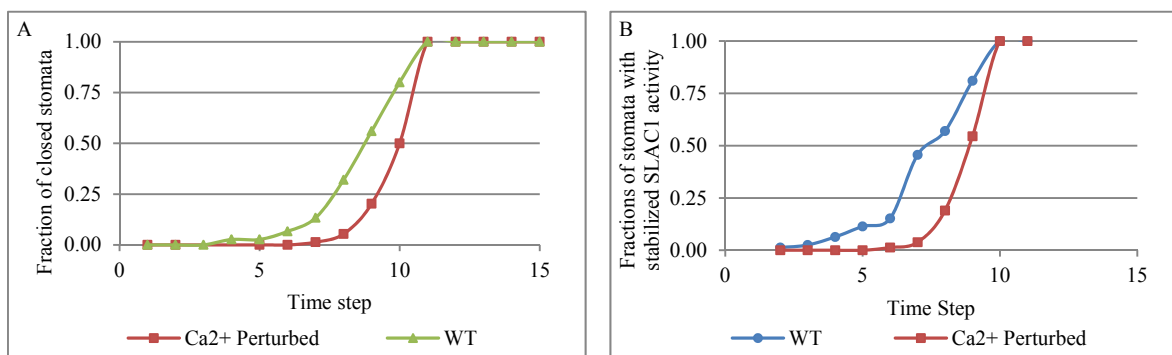 A
Fraction of closed stomata
1.00
0.75
0.50
0.25
0.00
0 5 10 15
Time step
Ca2+ Perturbed WT
B
Fractions of stomata with
stabilized SLAC1 activity
1.00
0.75
0.50
0.25
0.00
0 5 10 15
Time Step
WT Ca2+ Perturbed